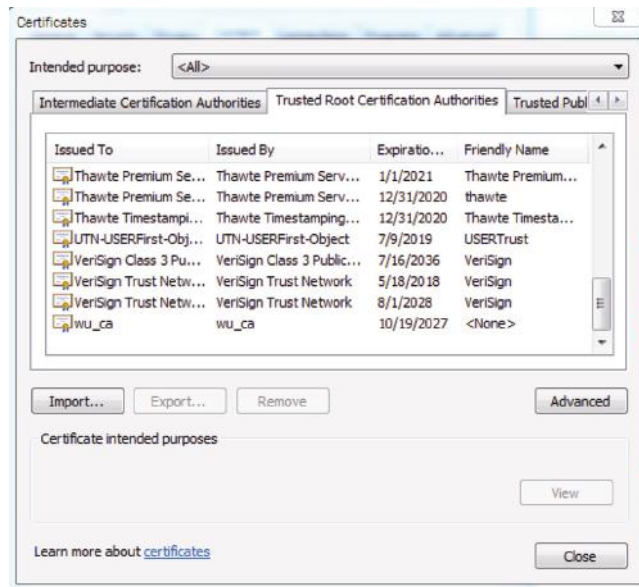 Certificates
Intended purpose: <All>
Intermediate Certification Authorities Trusted Root Certification Authorities Trusted Publ
Issued To Issued By Expiratio... Friendly Name
Thawte Premium Se... Thawte Premium Serv... 1/1/2021 Thawte Premium...
Thawte Premium Se... Thawte Premium Serv... 12/31/2020 thawte
Thawte Timestampi... Thawte Timestamping... 12/31/2020 Thawte Timesta...
UTN-USERFirst-Obj... UTN-USERFirst-Object 7/9/2019 USERTrust
VeriSign Class 3 Pu... VeriSign Class 3 Public... 7/16/2036 VeriSign
VeriSign Trust Netw... VeriSign Trust Network 5/18/2018 VeriSign
VeriSign Trust Netw... VeriSign Trust Network 8/1/2028 VeriSign
wu_ca wu_ca 10/19/2027 <None>
Import... Export... Remove Advanced
Certificate intended purposes
View
Learn more about certificates
Close